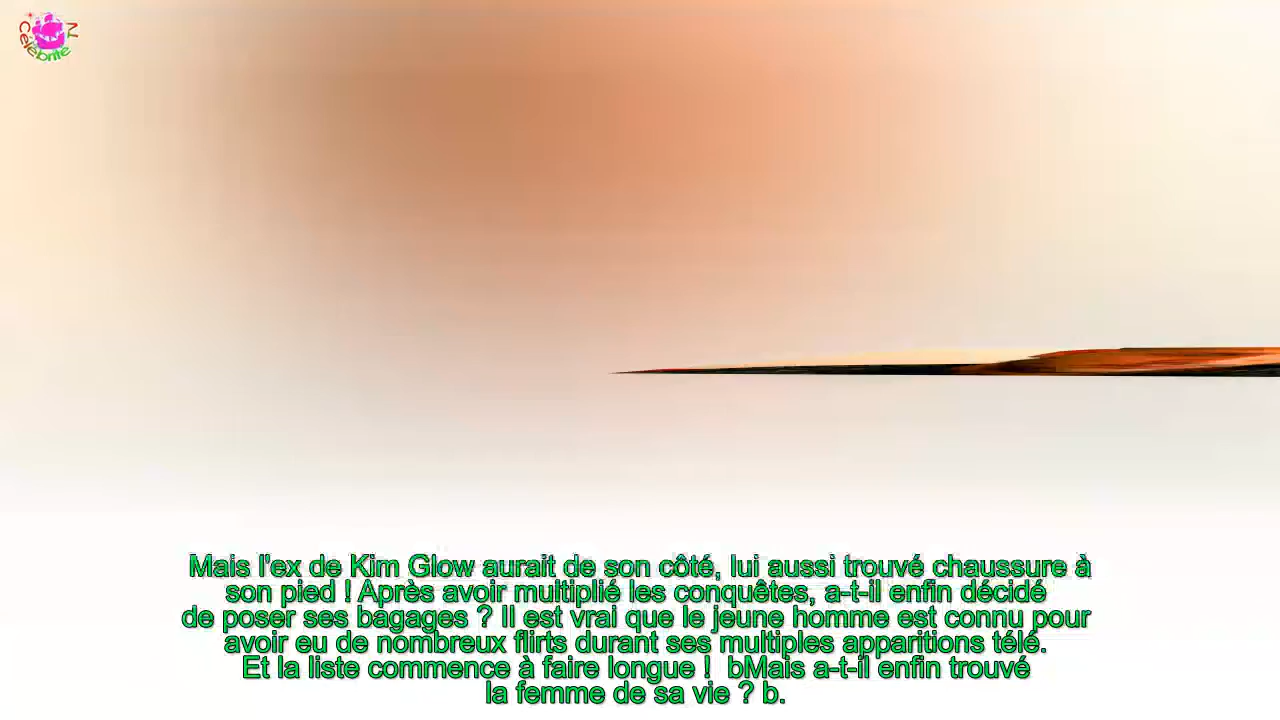 Célébrité N
Mais l'ex de Kim Glow aurait de son côté, lui aussi trouvé chaussure à
son pied ! Après avoir multiplié les conquêtes, a-t-il enfin décidé
de poser ses bagages ? Il est vrai que le jeune homme est connu pour
avoir eu de nombreux flirts durant ses multiples apparitions télé.
Et la liste commence à faire longue !  bMais a-t-il enfin trouvé
la femme de sa vie ? b.